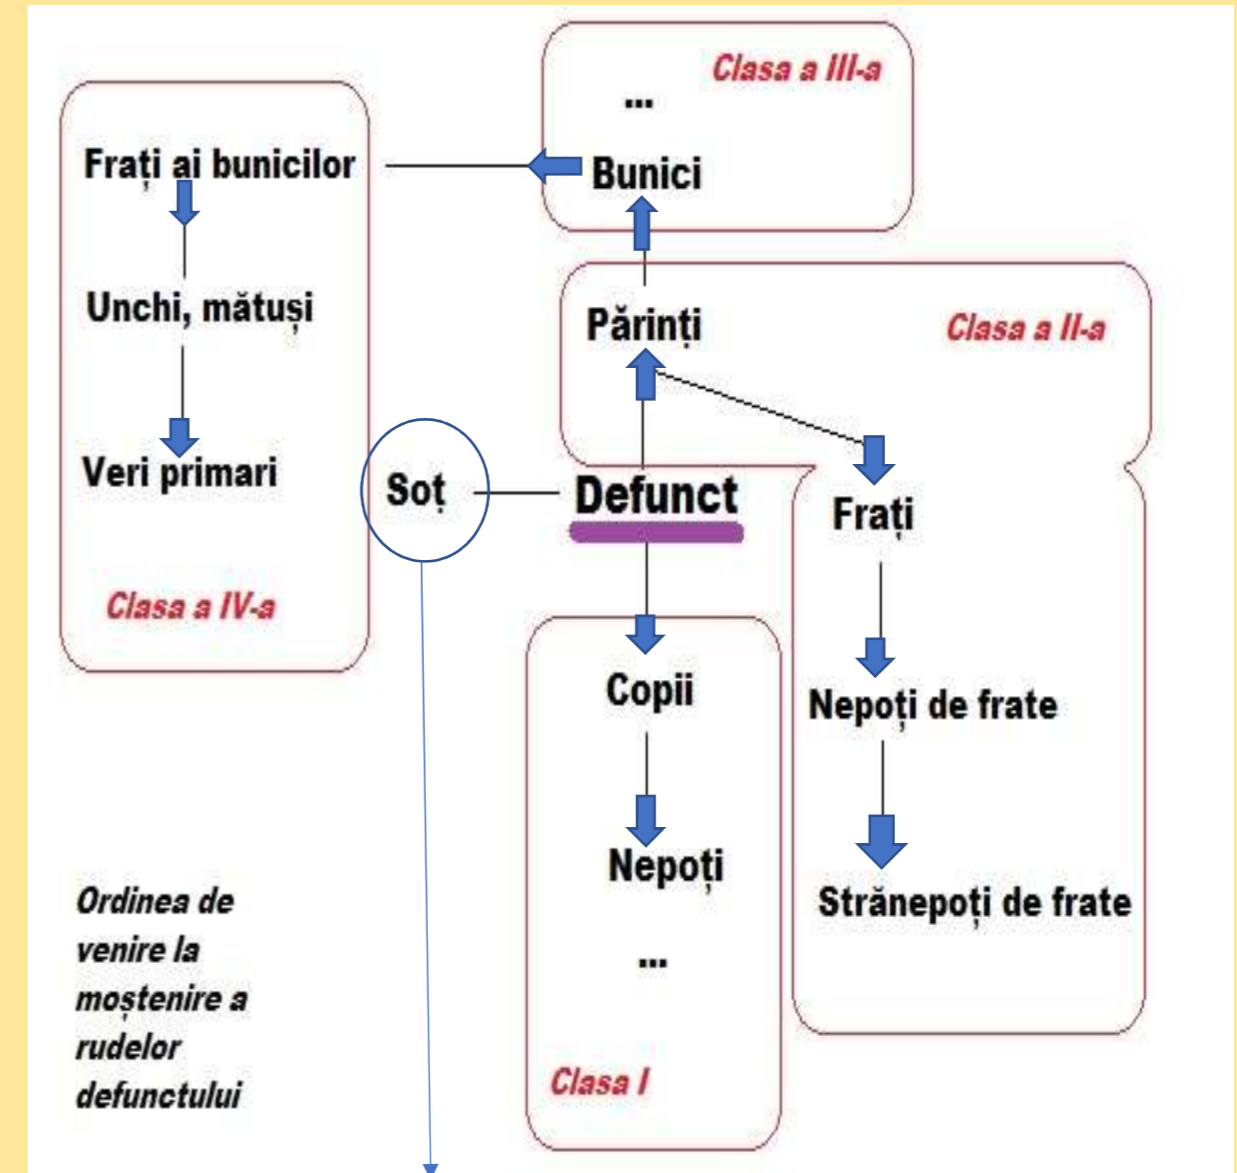 Clasa a III-a
...
Bunici
Frați ai bunicilor
Unchi, mătuși
Veri primari
Clasa a IV-a
Părinți
Clasa a II-a
Soț
Defunct
Frați
Nepoți de frate
Strănepoți de frate
Copii
Nepoți
...
Clasa I
Ordinea de
venire la
moștenire a
rudelor
defunctului